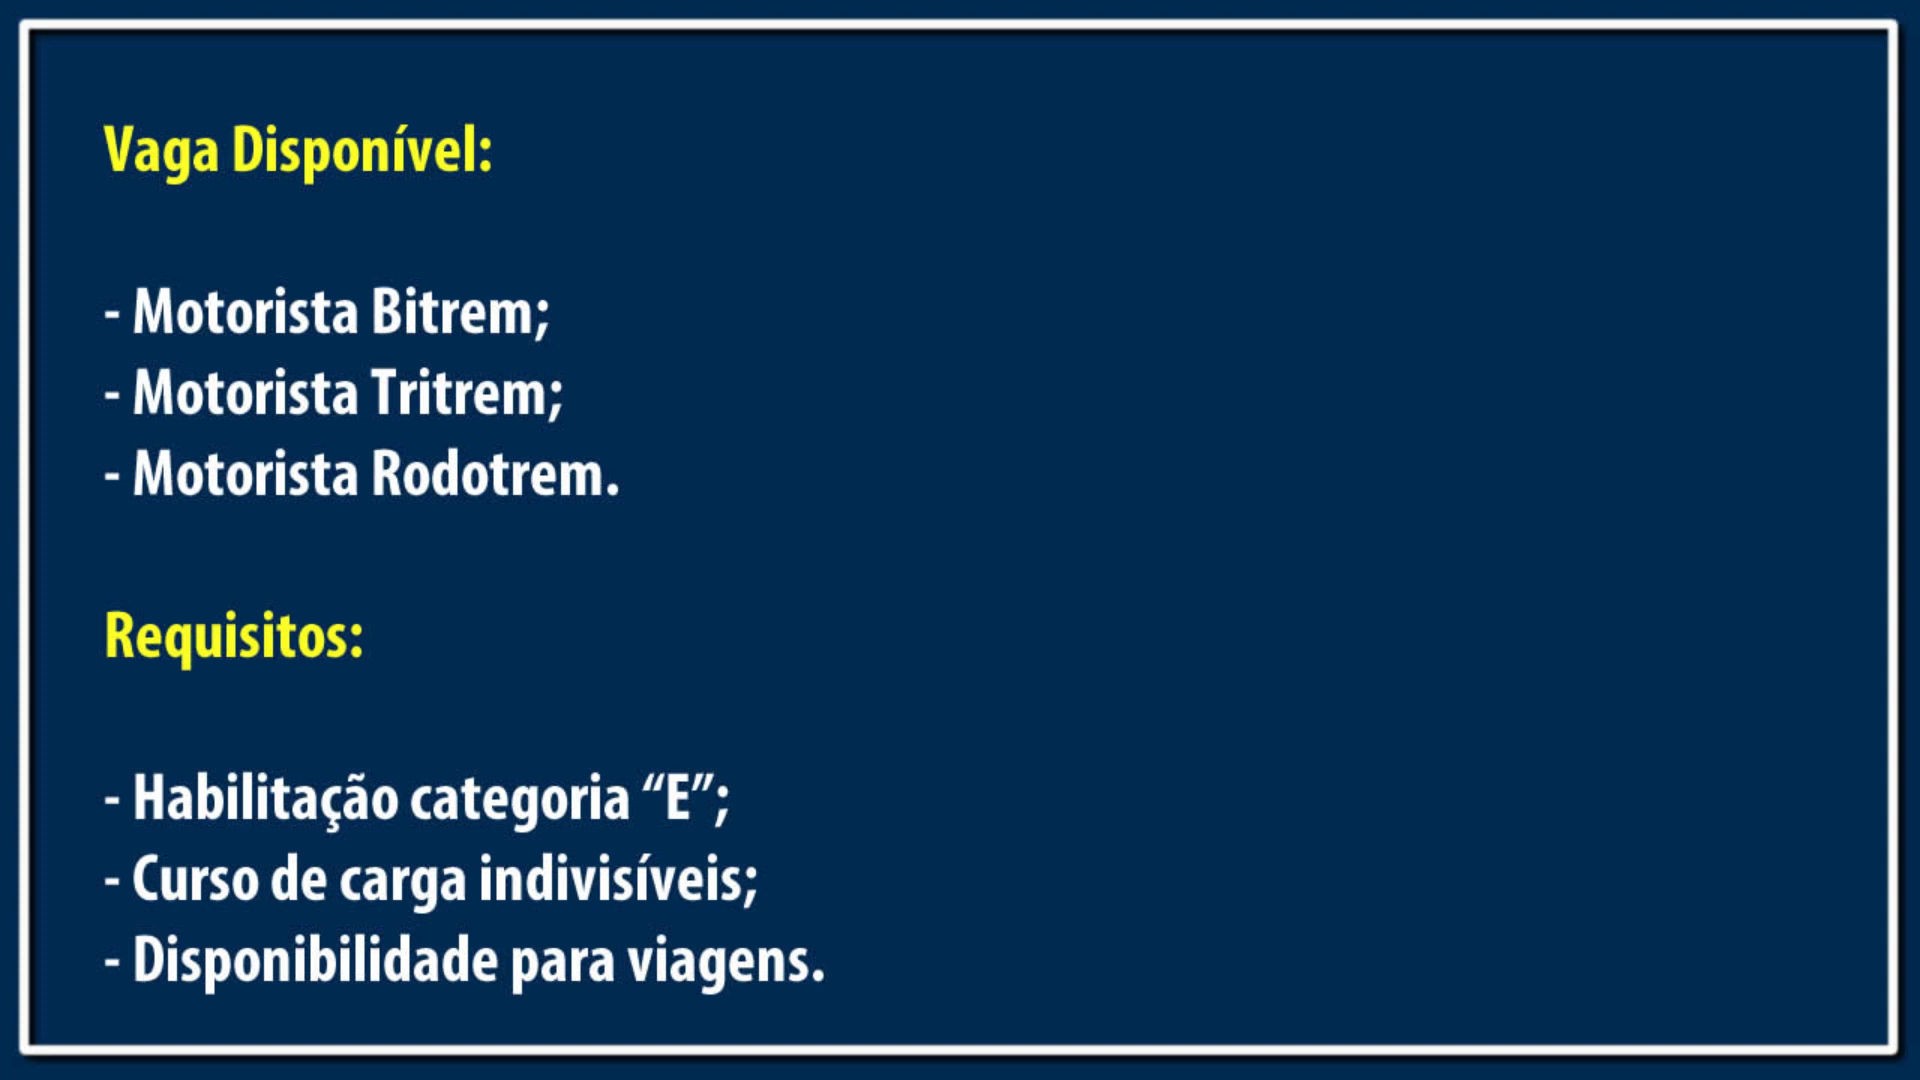 Vaga Disponível:
- Motorista Bitrem;
- Motorista Tritrem;
- Motorista Rodotrem.
Requisitos:
- Habilitação categoria “E”;
- Curso de carga indivisíveis;
- Disponibilidade para viagens.